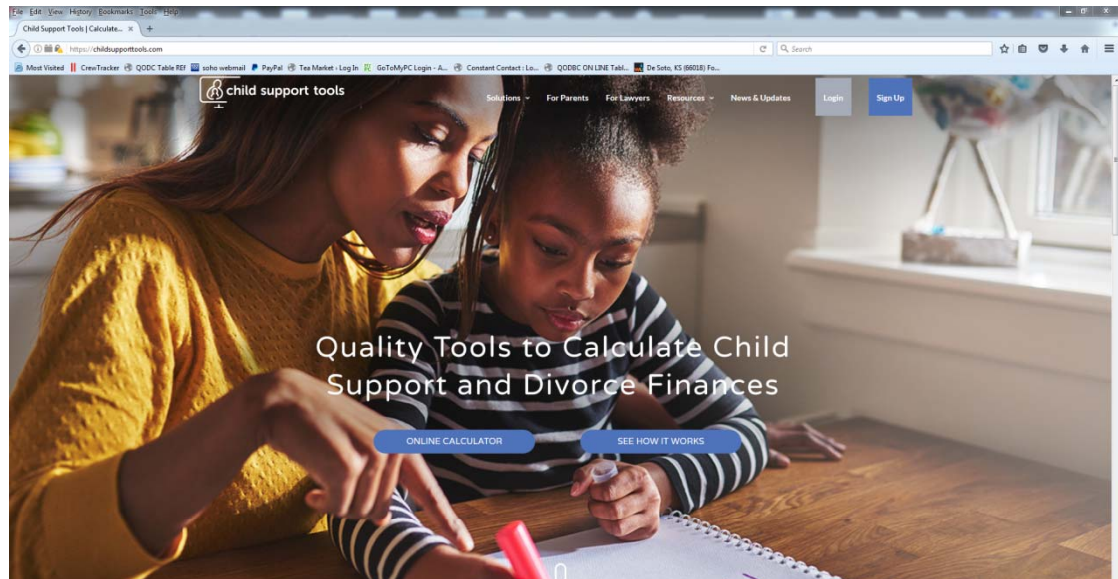 File Edit View History Bookmarks Tools Help
Child Support Tools | Calculate...
https://childsupporttools.com
Search
Most Visited CrewTracker QODC Table REF soho webmail PayPal Tea Market : Log In GoToMyPC Login - A... Constant Contact : Lo... QODBC ON LINE Tabl... De Soto, KS (66018) Fo...
child support tools
Solutions For Parents For Lawyers Resources News & Updates Login Sign Up
Quality Tools to Calculate Child
Support and Divorce Finances
ONLINE CALCULATOR SEE HOW IT WORKS